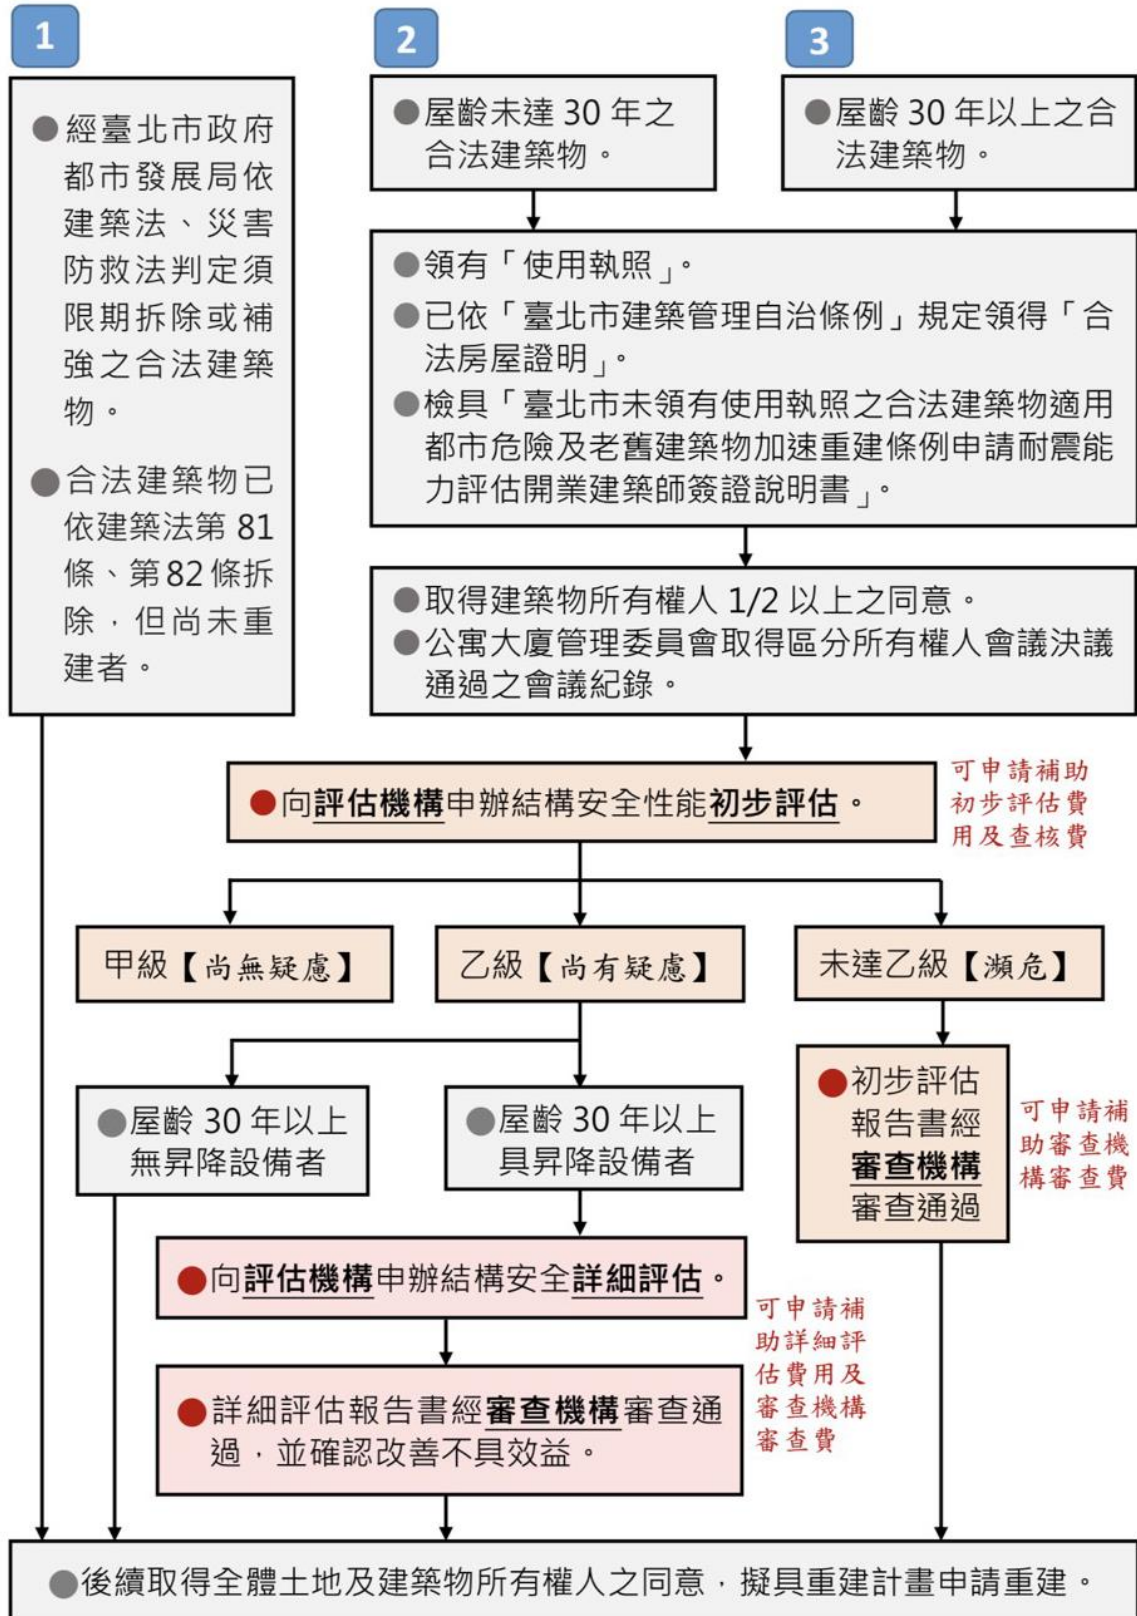 1
●經臺北市政府
都市發展局依
建築法、災害
防救法判定須
限期拆除或補
強之合法建築
物。
●合法建築物已
依建築法第 81
條、第 82 條拆
除，但尚未重
建者。
2
●屋齡未達 30 年之
合法建築物。
3
●屋齡 30 年以上之合
法建築物。
●領有「使用執照」。
●已依「臺北市建築管理自治條例」規定領得「合
法房屋證明」。
●檢具「臺北市未領有使用執照之合法建築物適用
都市危險及老舊建築物加速重建條例申請耐震能
力評估開業建築師簽證說明書」。
●取得建築物所有權人 1/2 以上之同意。
●公寓大廈管理委員會取得區分所有權人會議決議
通過之會議紀錄。
●向評估機構申辦結構安全性能初步評估。
可申請補助
初步評估費
用及查核費
甲級【尚無疑慮】
乙級【尚有疑慮】
未達乙級【瀕危】
●屋齡 30 年以上
無昇降設備者
●屋齡 30 年以上
具昇降設備者
●初步評估
報告書經
審查機構
審查通過
可申請補
助審查機
構審查費
●向評估機構申辦結構安全詳細評估。
●詳細評估報告書經審查機構審查通
過，並確認改善不具效益。
可申請補
助詳細評
估費用及
審查機構
審查費
●後續取得全體土地及建築物所有權人之同意，擬具重建計畫申請重建。